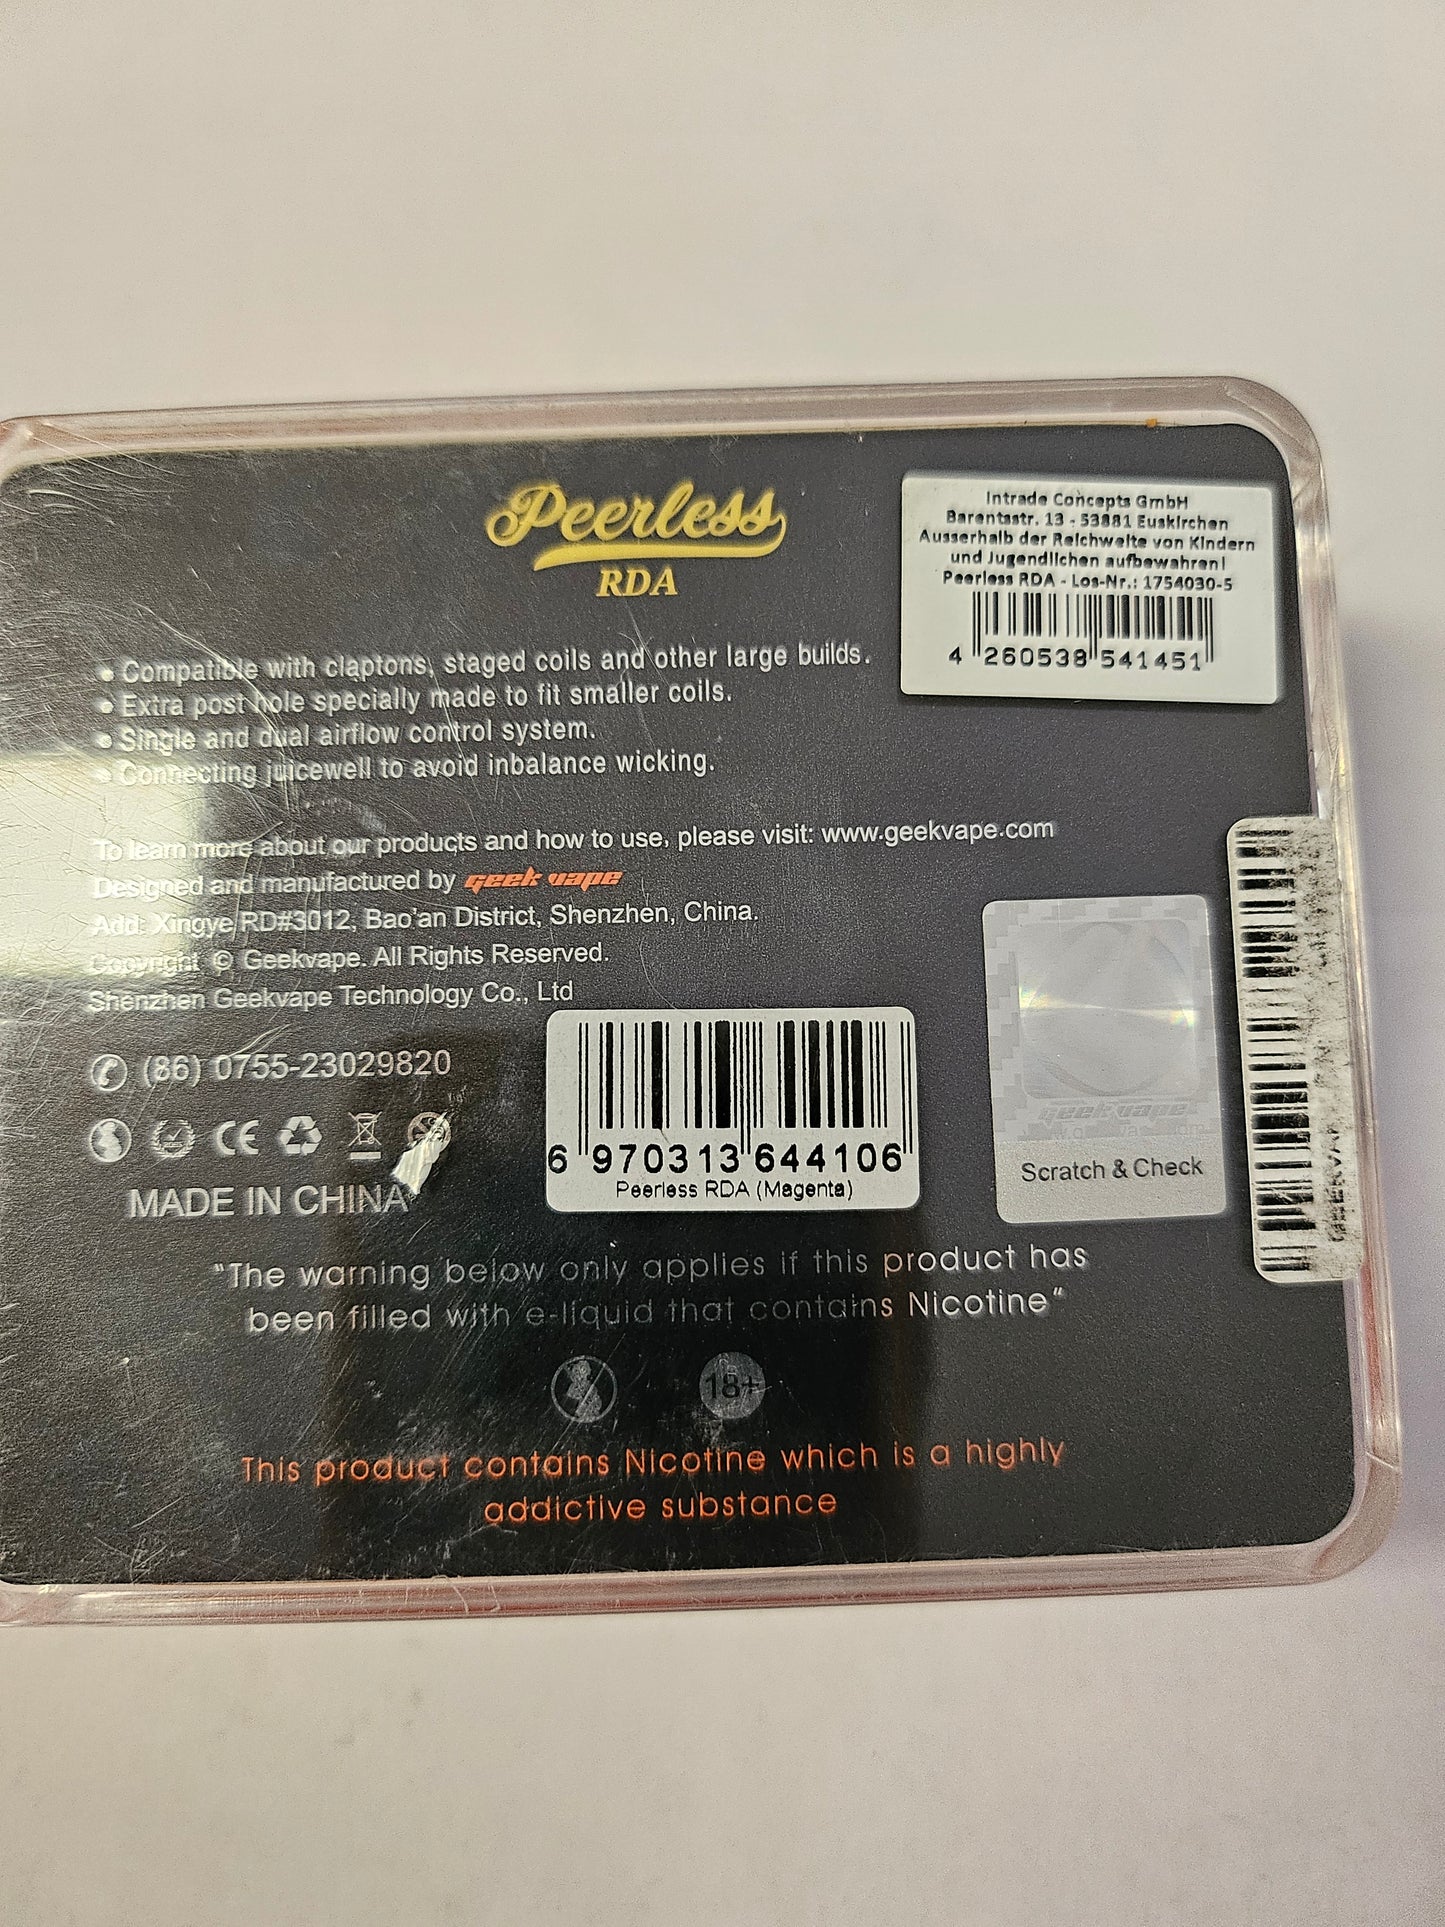 Peerless
RDA
Intrade Concepts GmbH
Barentsstr. 13 - 53881 Euskirchen
Ausserhalb der Reichweite von Kindern
und Jugendlichen aufbewahren!
Peerless RDA - Los-Nr.: 1754030-5
4 260538 541451
• Compatible with claptons, staged coils and other large builds.
• Extra post hole specially made to fit smaller coils.
• Single and dual airflow control system.
• Connecting juicewell to avoid inbalance wicking.
To learn more about our products and how to use, please visit: www.geekvape.com
Designed and manufactured by geek vape
Add: Xingye RD#3012, Bao'an District, Shenzhen, China.
Copyright © Geekvape. All Rights Reserved.
Shenzhen Geekvape Technology Co., Ltd
(86) 0755-23029820
CE
MADE IN CHINA
6 970313 644106
Peerless RDA (Magenta)
geek vape
Scratch & Check
"The warning below only applies if this product has
been filled with e-liquid that contains Nicotine"
18+
This product contains Nicotine which is a highly
addictive substance